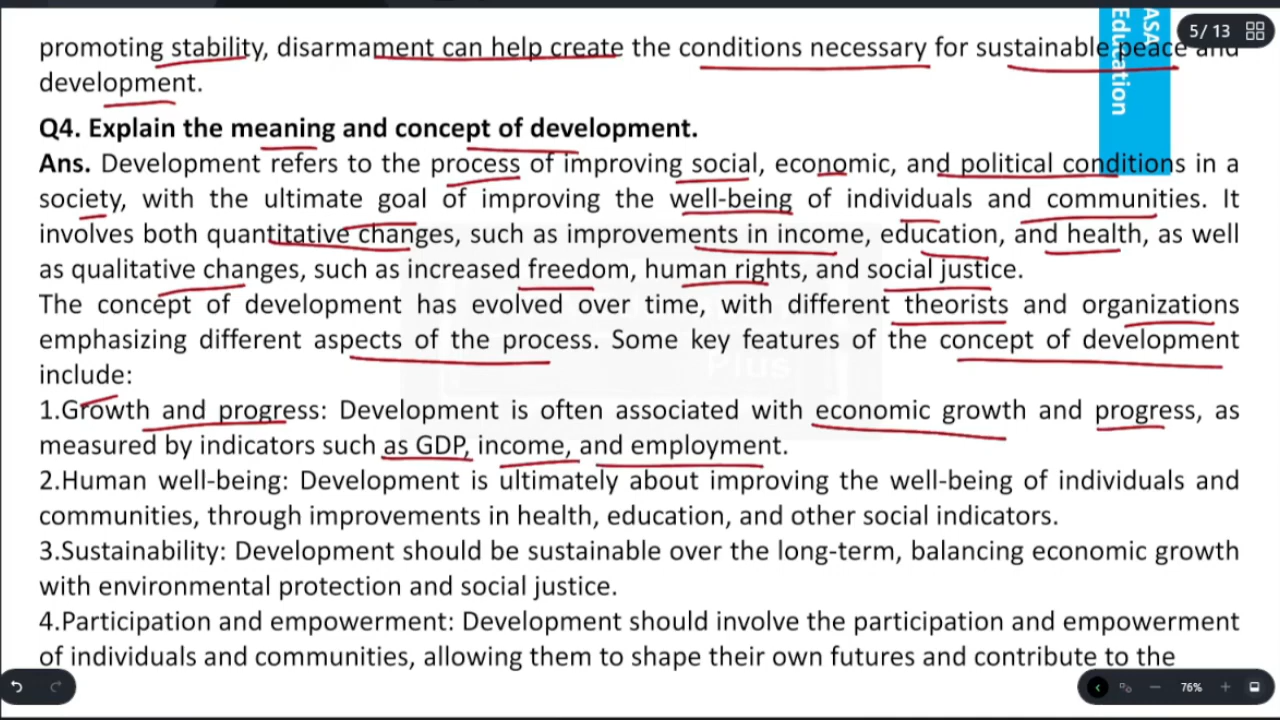 promoting stability, disarmament can help create the conditions necessary for sustainable peace and
development.
Q4. Explain the meaning and concept of development.
Ans. Development refers to the process of improving social, economic, and political conditions in a
society, with the ultimate goal of improving the well-being of individuals and communities. It
involves both quantitative changes, such as improvements in income, education, and health, as well
as qualitative changes, such as increased freedom, human rights, and social justice.
The concept of development has evolved over time, with different theorists and organizations
emphasizing different aspects of the process. Some key features of the concept of development
include:
1.Growth and progress: Development is often associated with economic growth and progress, as
measured by indicators such as GDP, income, and employment.
2.Human well-being: Development is ultimately about improving the well-being of individuals and
communities, through improvements in health, education, and other social indicators.
3.Sustainability: Development should be sustainable over the long-term, balancing economic growth
with environmental protection and social justice.
4.Participation and empowerment: Development should involve the participation and empowerment
of individuals and communities, allowing them to shape their own futures and contribute to the
ASA
Education
5/ 13
Plus
76%